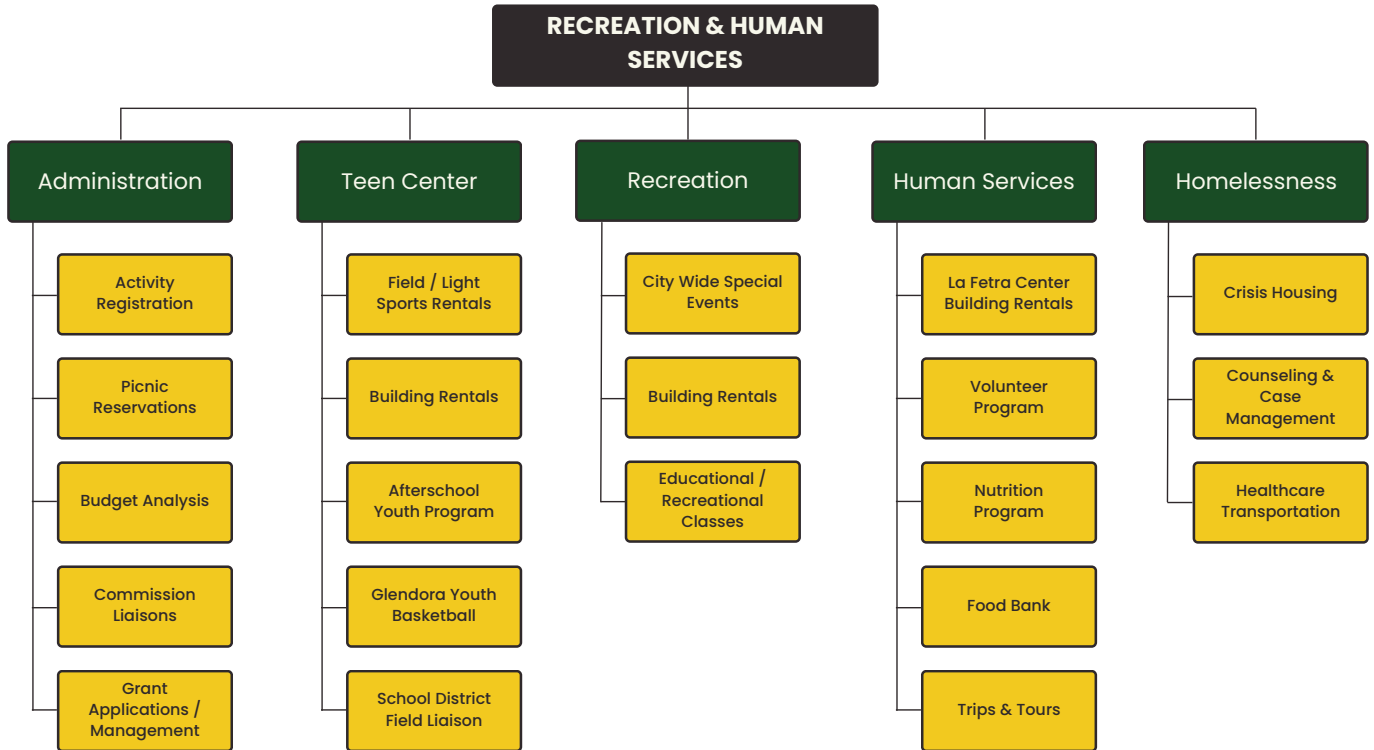 RECREATION & HUMAN
SERVICES
Administration
Activity
Registration
Picnic
Reservations
Budget Analysis
Commission
Liaisons
Grant
Applications /
Management
Teen Center
Field / Light
Sports Rentals
Building Rentals
Afterschool
Youth Program
Glendora Youth
Basketball
School District
Field Liaison
Recreation
City Wide Special
Events
Building Rentals
Educational /
Recreational
Classes
Human Services
La Fetra Center
Building Rentals
Volunteer
Program
Nutrition
Program
Food Bank
Trips & Tours
Homelessness
Crisis Housing
Counseling &
Case
Management
Healthcare
Transportation